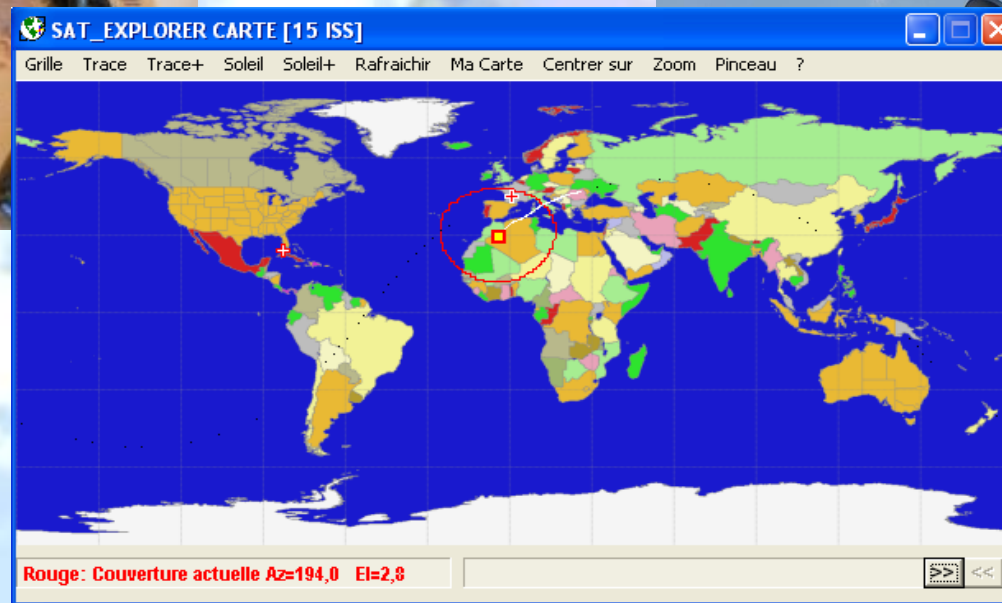 SAT_EXPLORER CARTE [15 ISS]
Grille Trace Trace+ Soleil Soleil+ Rafraichir Ma Carte Centrer sur Zoom Pinceau ?
Rouge: Couverture actuelle Az=194,0 El=2,8
>> <<